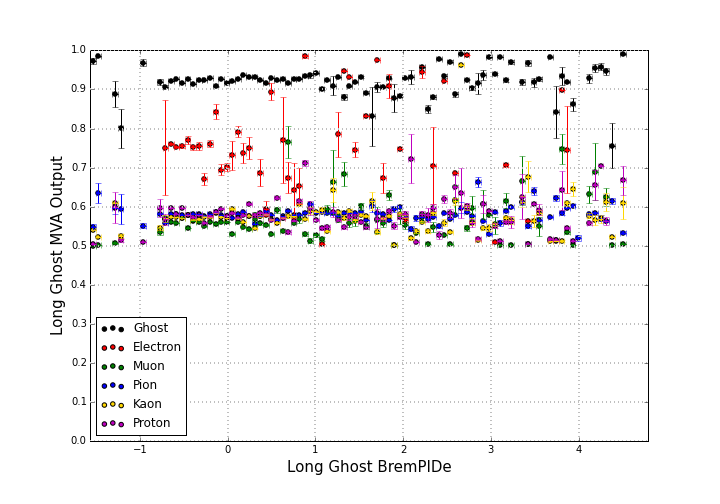 1.0
0.9
0.8
0.7
0.6
0.5
0.4
0.3
0.2
0.1
0.0
Long Ghost MVA Output
Ghost
Electron
Muon
Pion
Kaon
Proton
−1
0
1
2
3
4
Long Ghost BremPIDe